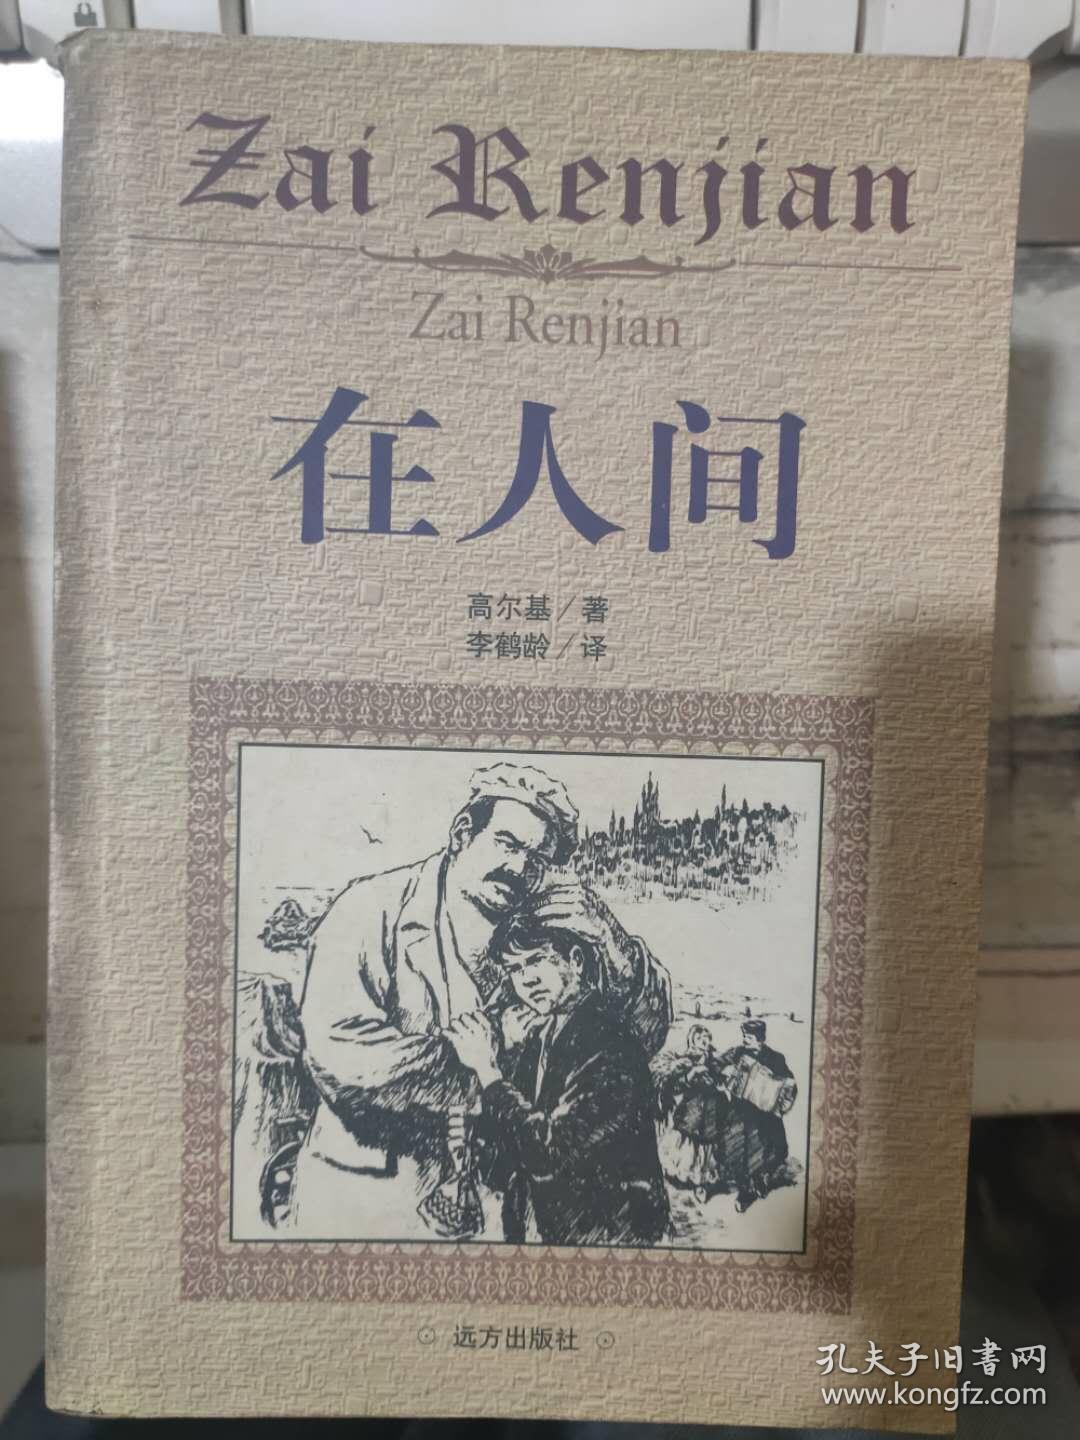 Zai Renjian
Zai Renjian
在人间
高尔基/著
李鹤龄/译
远方出版社
孔夫子旧书网
www.kongfz.com